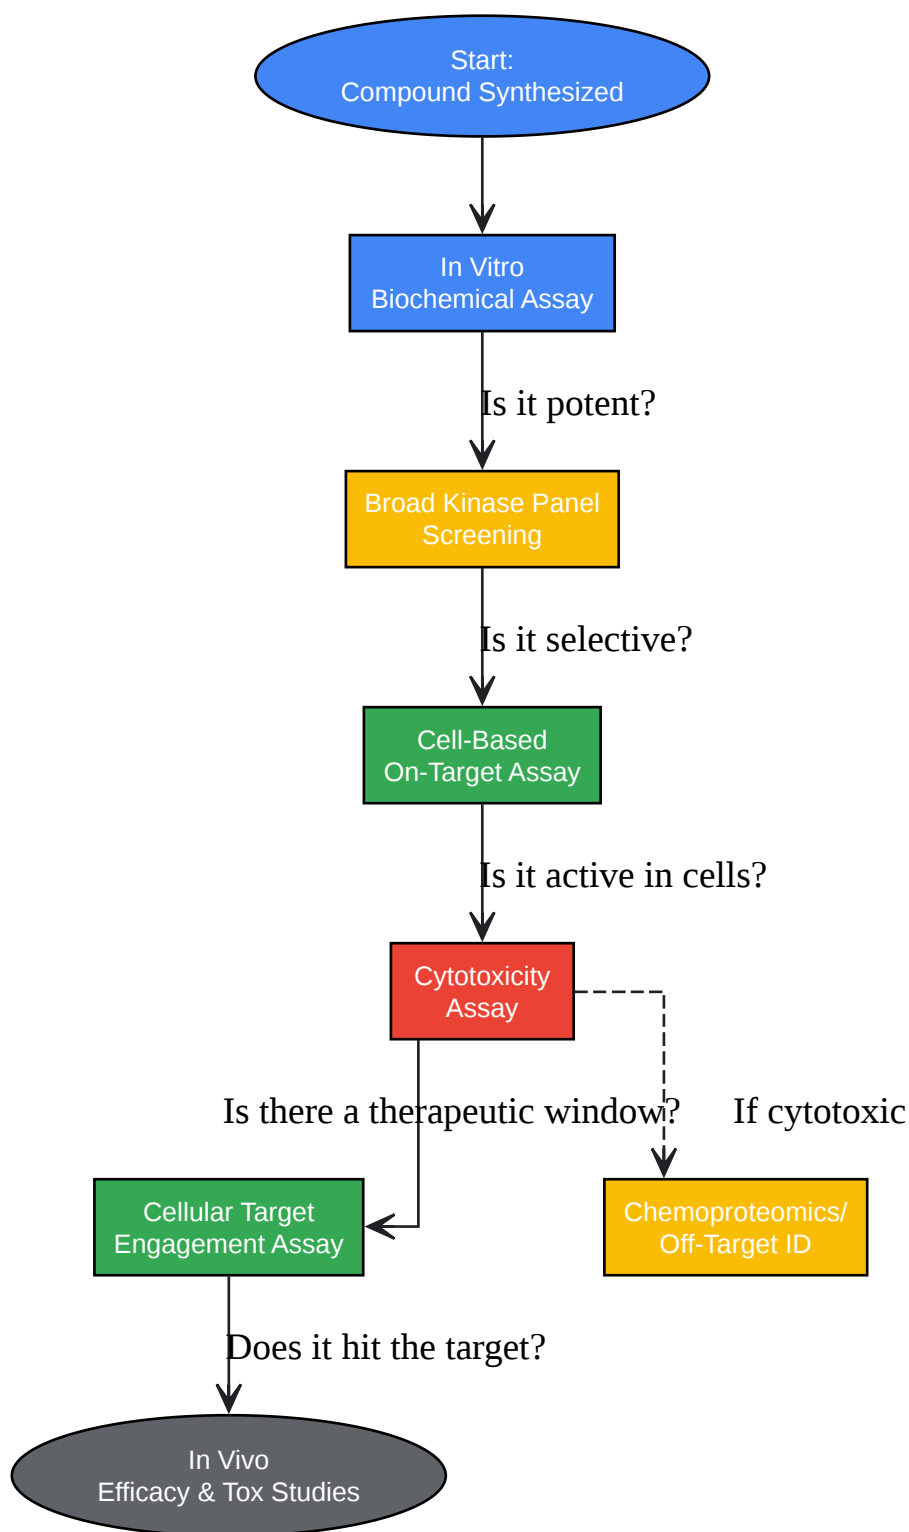 Start:
Compound Synthesized
In Vitro
Biochemical Assay
Is it potent?
Broad Kinase Panel
Screening
Is it selective?
Cell-Based
On-Target Assay
Is it active in cells?
Cytotoxicity
Assay
Is there a therapeutic window?
If cytotoxic
Cellular Target
Engagement Assay
Chemoproteomics/
Off-Target ID
Does it hit the target?
In Vivo
Efficacy & Tox Studies